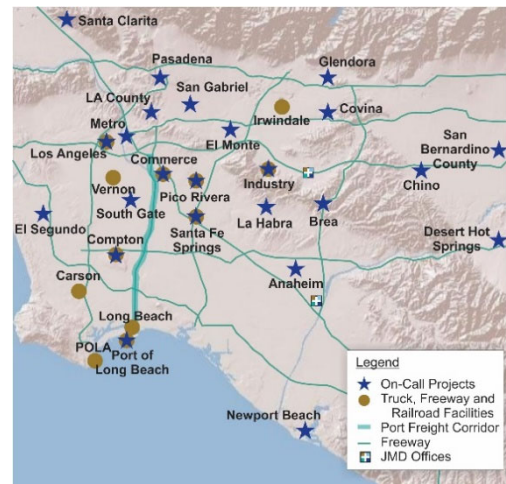 Santa Clarita
Pasadena
Glendora
LA County
San Gabriel
Metro
Irwindale
Covina
Los Angeles
El Monte
San
Bernardino
County
Commerce
Industry
Vernon
Pico Rivera
Chino
South Gate
El Segundo
La Habra
Brea
Santa Fe
Springs
Desert Hot
Springs
Compton
Anaheim
Carson
Long Beach
POLA
Port of
Long Beach
Newport Beach
Legend
On-Call Projects
Truck, Freeway and
Railroad Facilities
Port Freight Corridor
Freeway
JMD Offices